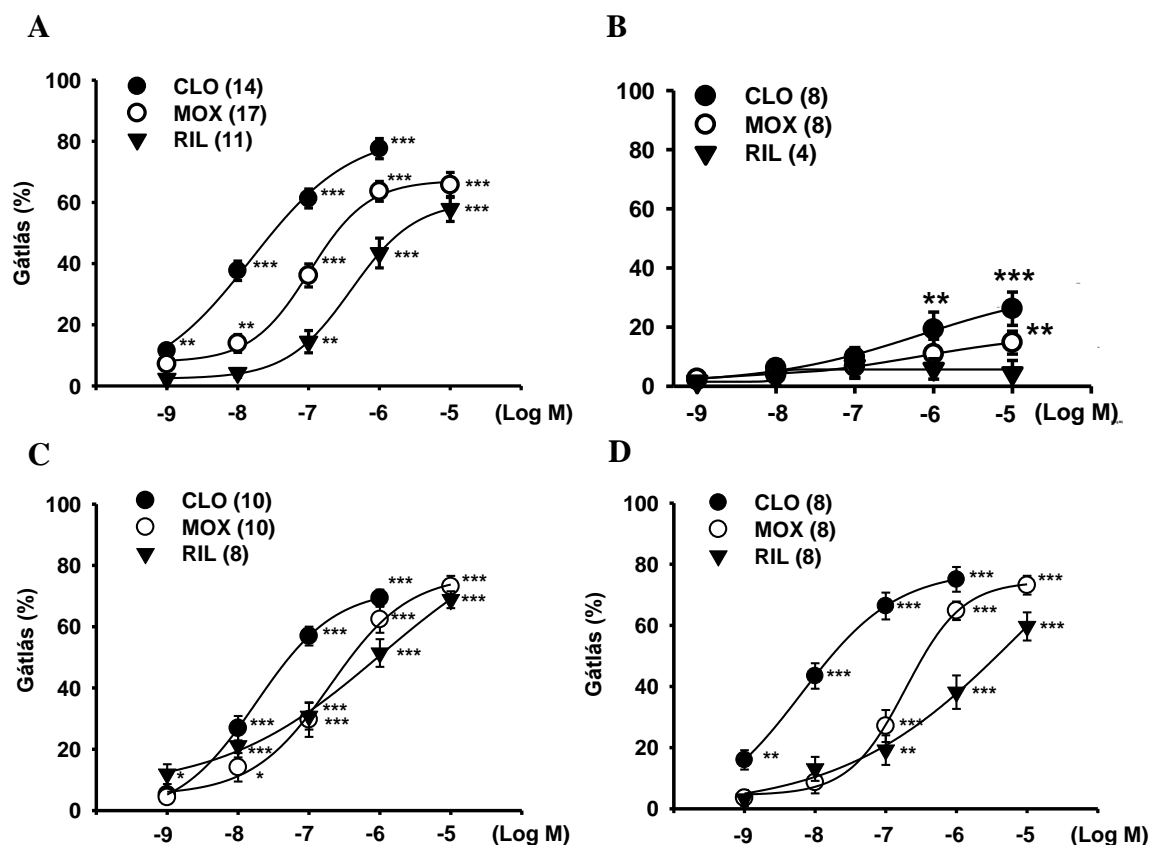 A
Gátlás (%)
100
80
60
40
20
0
CLO (14)
MOX (17)
RIL (11)
**
***
***
***
**
***
***
***
**
***
***
-9 -8 -7 -6 -5 (Log M)
B
100
80
60
40
20
0
CLO (8)
MOX (8)
RIL (4)
**
***
**
-9 -8 -7 -6 -5 (Log M)
C
Gátlás (%)
100
80
60
40
20
0
CLO (10)
MOX (10)
RIL (8)
***
***
***
***
***
***
***
***
***
***
*
*
-9 -8 -7 -6 -5 (Log M)
D
Gátlás (%)
100
80
60
40
20
0
CLO (8)
MOX (8)
RIL (8)
**
***
***
***
***
***
***
**
***
***
-9 -8 -7 -6 -5 (Log M)